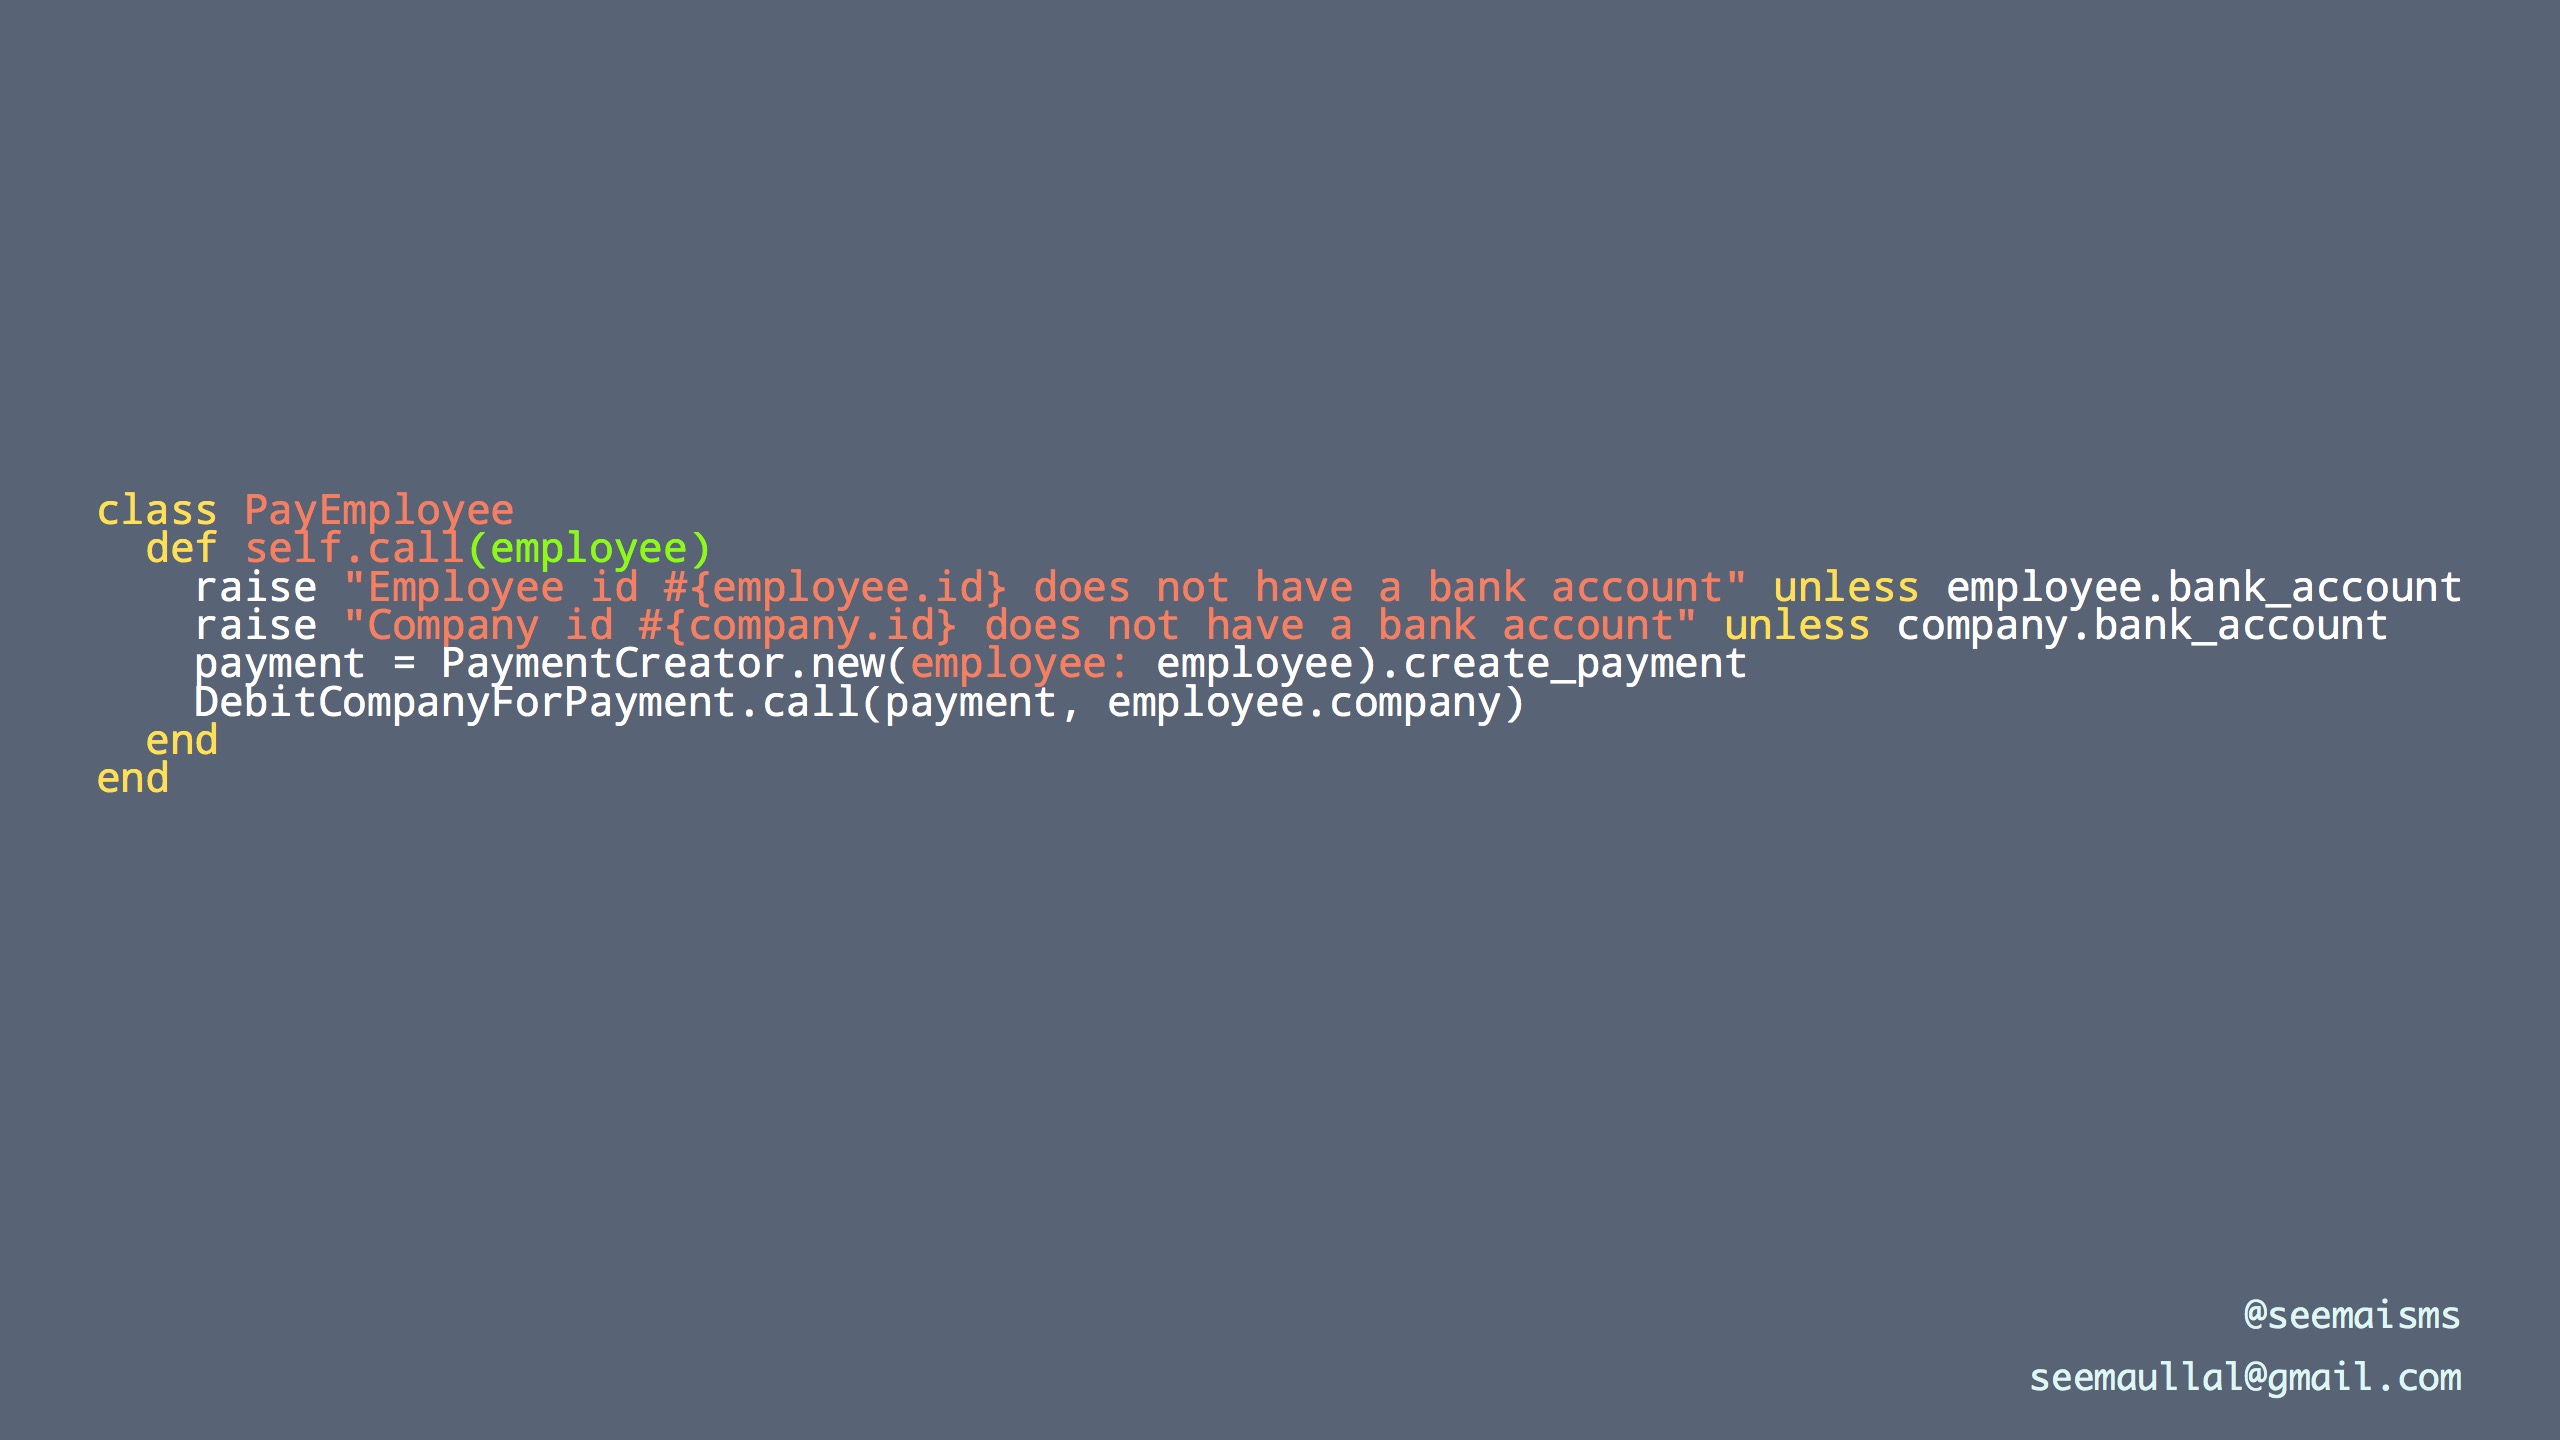 class PayEmployee
  def self.call(employee)
    raise "Employee id #{employee.id} does not have a bank account" unless employee.bank_account
    raise "Company id #{company.id} does not have a bank account" unless company.bank_account
    payment = PaymentCreator.new(employee: employee).create_payment
    DebitCompanyForPayment.call(payment, employee.company)
  end
end
@seemaisms
seemaullal@gmail.com